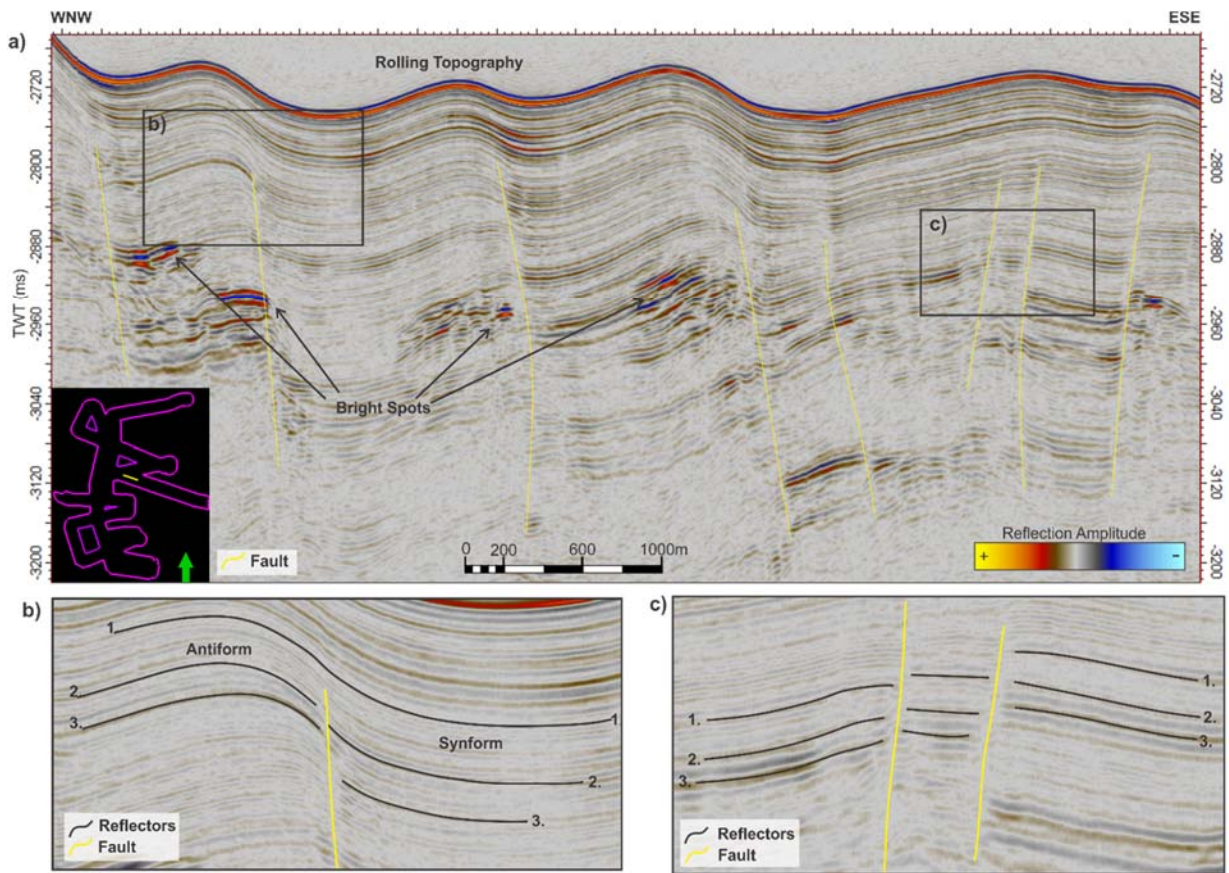 WNW
ESE
a)
Rolling Topography
-2720
-2800
-2880
-2960
-3040
-3120
-3200
TWT (ms)
-2720
-2800
-2880
-2960
-3040
-3120
-3200
b)
c)
Bright Spots
Fault
0 200 600 1000m
Reflection Amplitude
+ -
b)
1.
Antiform
2.
3.
1
Synform
2.
3.
Reflectors
Fault
c)
1.
2.
3.
1.
2.
3.
Reflectors
Fault